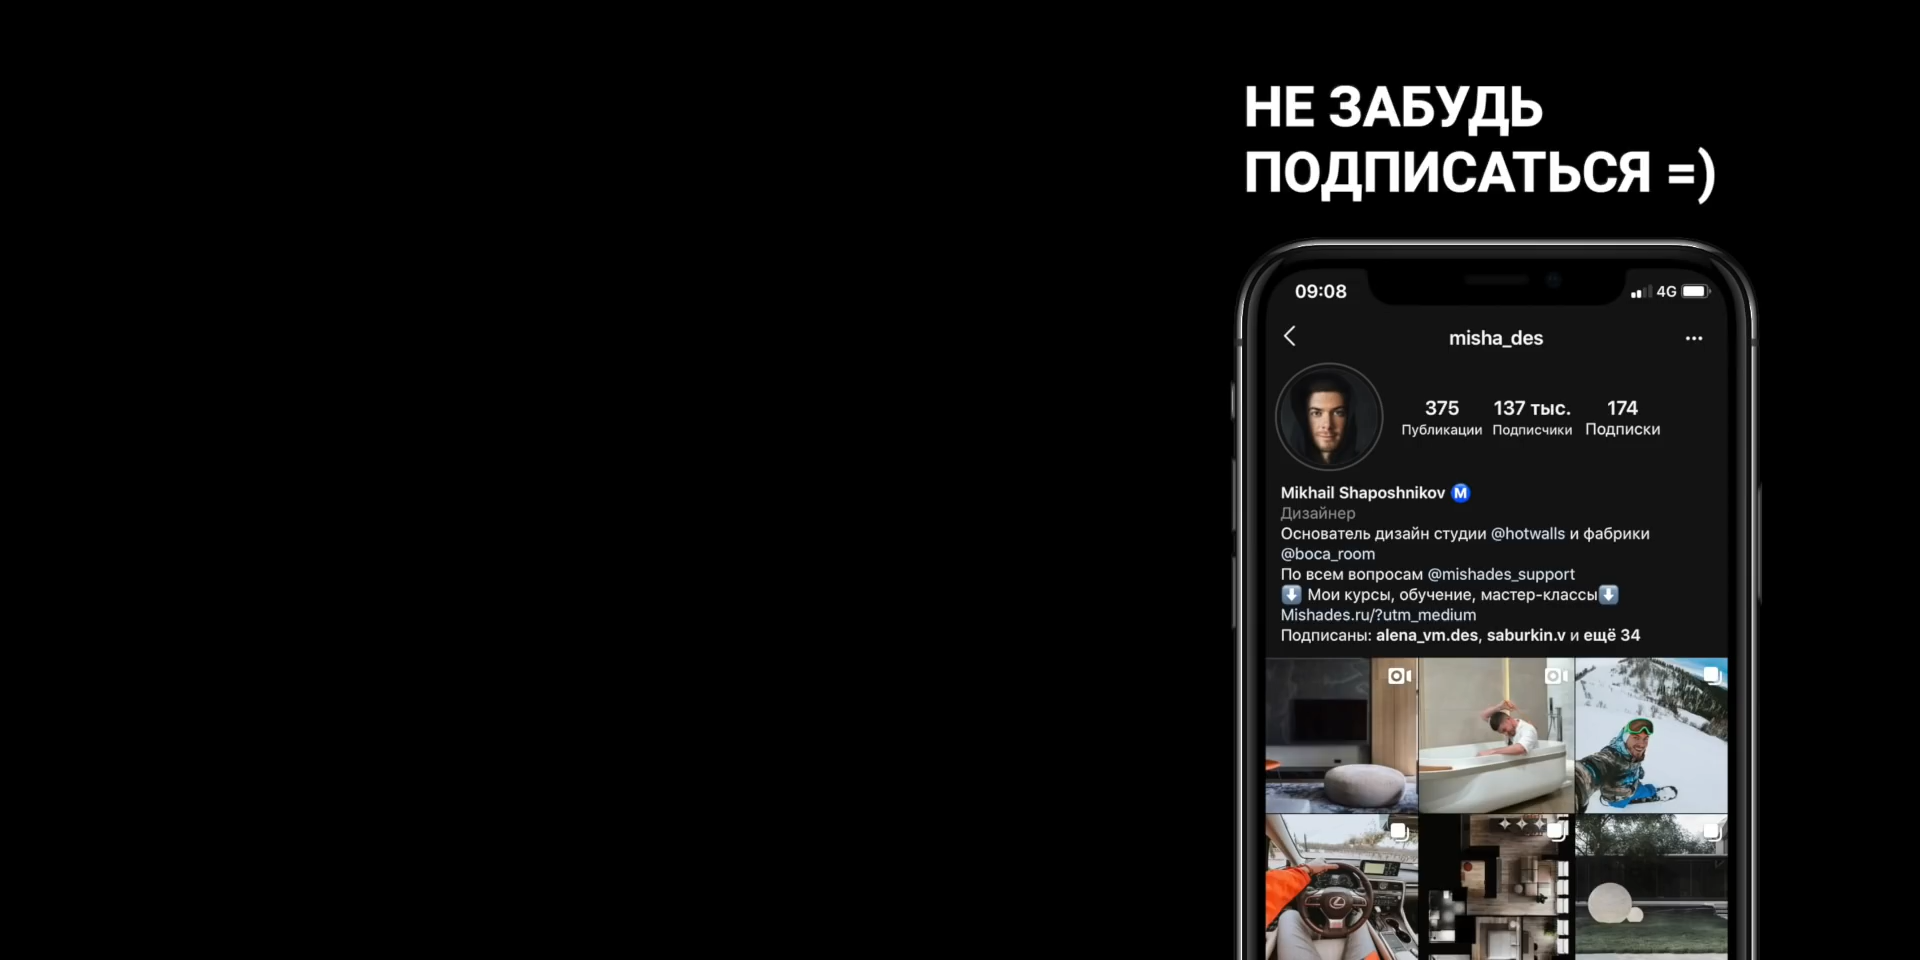 НЕ ЗАБУДЬ
ПОДПИСАТЬСЯ =)
09:08
4G
misha_des
375 137 тыс. 174
Публикации Подписчики Подписки
Mikhail Shaposhnikov M
Дизайнер
Основатель дизайн студии @hotwalls и фабрики
@boca_room
По всем вопросам @mishades_support
⬇️ Мои курсы, обучение, мастер-классы⬇️
Mishades.ru/?utm_medium
Подписаны: alena_vm.des, saburkin.v и ещё 34